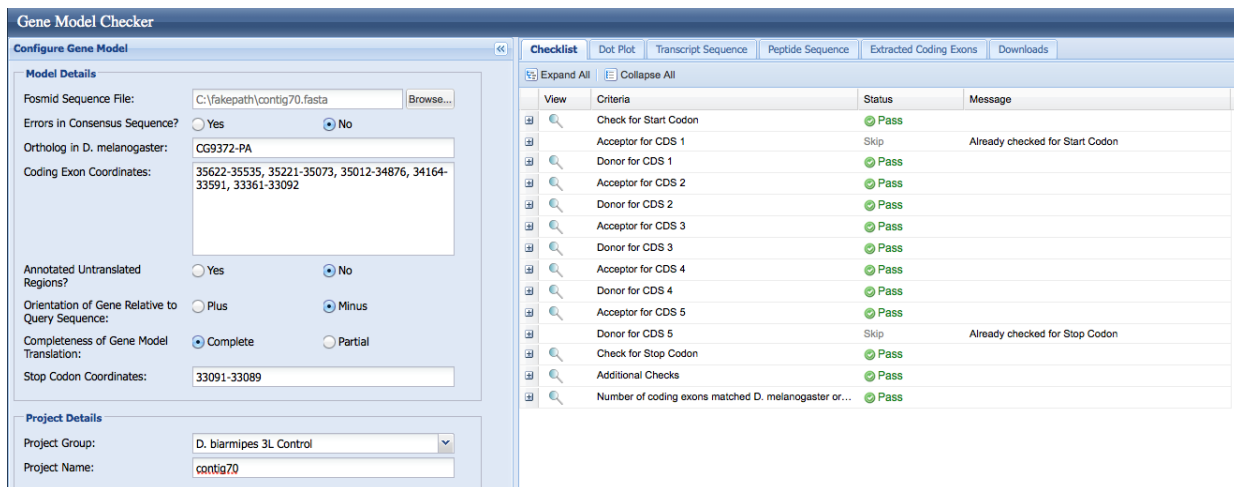 Gene Model Checker
Configure Gene Model
Model Details
Fosmid Sequence File: C:\fakepath\contig70.fasta Browse...
Errors in Consensus Sequence? Yes No
Ortholog in D. melanogaster: CG9372-PA
Coding Exon Coordinates: 35622-35535, 35221-35073, 35012-34876, 34164-
33591, 33361-33092
Annotated Untranslated Yes No
Regions?
Orientation of Gene Relative to Plus Minus
Query Sequence:
Completeness of Gene Model Complete Partial
Translation:
Stop Codon Coordinates: 33091-33089
Project Details
Project Group: D. biarmipes 3L Control
Project Name: contig70
Checklist Dot Plot Transcript Sequence Peptide Sequence Extracted Coding Exons Downloads
Expand All Collapse All
View Criteria Status Message
Check for Start Codon Pass
Acceptor for CDS 1 Skip Already checked for Start Codon
Donor for CDS 1 Pass
Acceptor for CDS 2 Pass
Donor for CDS 2 Pass
Acceptor for CDS 3 Pass
Donor for CDS 3 Pass
Acceptor for CDS 4 Pass
Donor for CDS 4 Pass
Acceptor for CDS 5 Pass
Donor for CDS 5 Skip Already checked for Stop Codon
Check for Stop Codon Pass
Additional Checks Pass
Number of coding exons matched D. melanogaster or... Pass